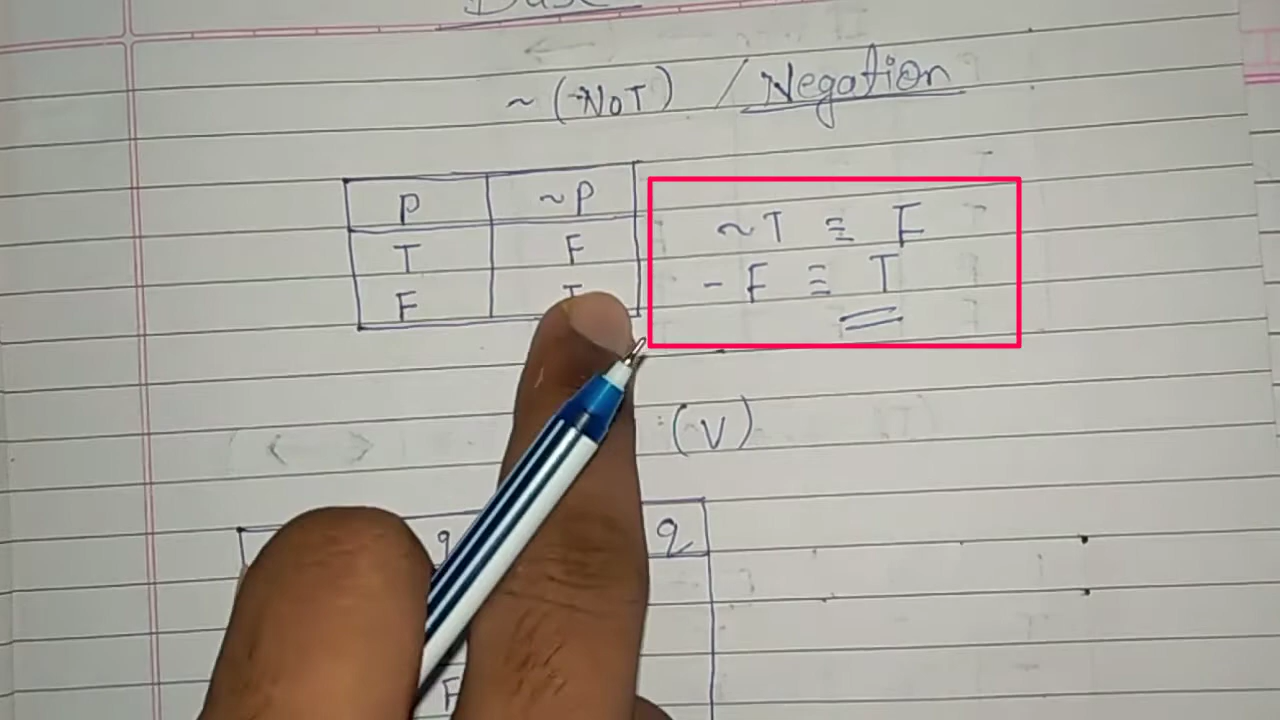 ~ (NOT) / Negation
P ~P
T F
F T
~T ≡ F
- F ≡ T
(V)
q q
F